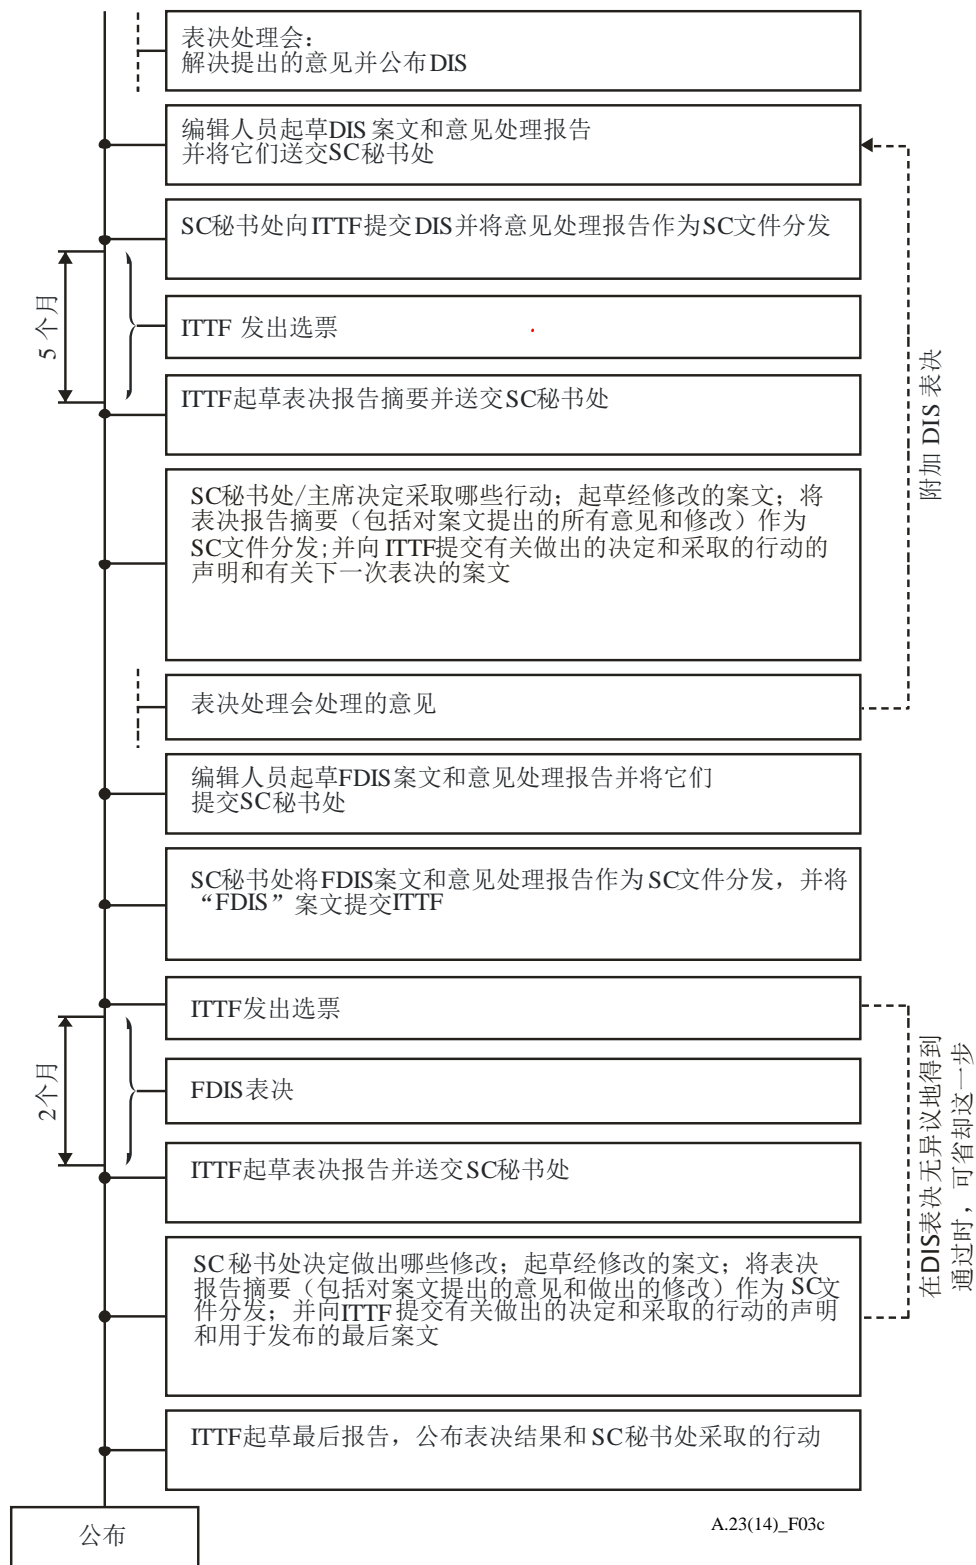 表决处理会：
解决提出的意见并公布DIS
编辑人员起草DIS 案文和意见处理报告
并将它们送交SC秘书处
SC秘书处向ITTF提交DIS并将意见处理报告作为SC文件分发
5 个月
ITTF 发出选票
ITTF起草表决报告摘要并送交SC秘书处
附加 DIS 表决
SC秘书处/主席决定采取哪些行动；起草经修改的案文；将
表决报告摘要（包括对案文提出的所有意见和修改）作为
SC文件分发;并向 ITTF提交有关做出的决定和采取的行动的
声明和有关下一次表决的案文
表决处理会处理的意见
编辑人员起草FDIS案文和意见处理报告并将它们
提交SC秘书处
SC秘书处将FDIS案文和意见处理报告作为SC文件分发，并将
“FDIS”案文提交ITTF
ITTF发出选票
2个月
FDIS表决
ITTF起草表决报告并送交SC秘书处
在DIS表决无异议地得到
通过时，可省却这一步
SC秘书处决定做出哪些修改；起草经修改的案文；将表决
报告摘要（包括对案文提出的意见和做出的修改）作为 SC文
件分发；并向ITTF提交有关做出的决定和采取的行动的声明
和用于发布的最后案文
ITTF起草最后报告，公布表决结果和SC秘书处采取的行动
公布
A.23(14)_F03c